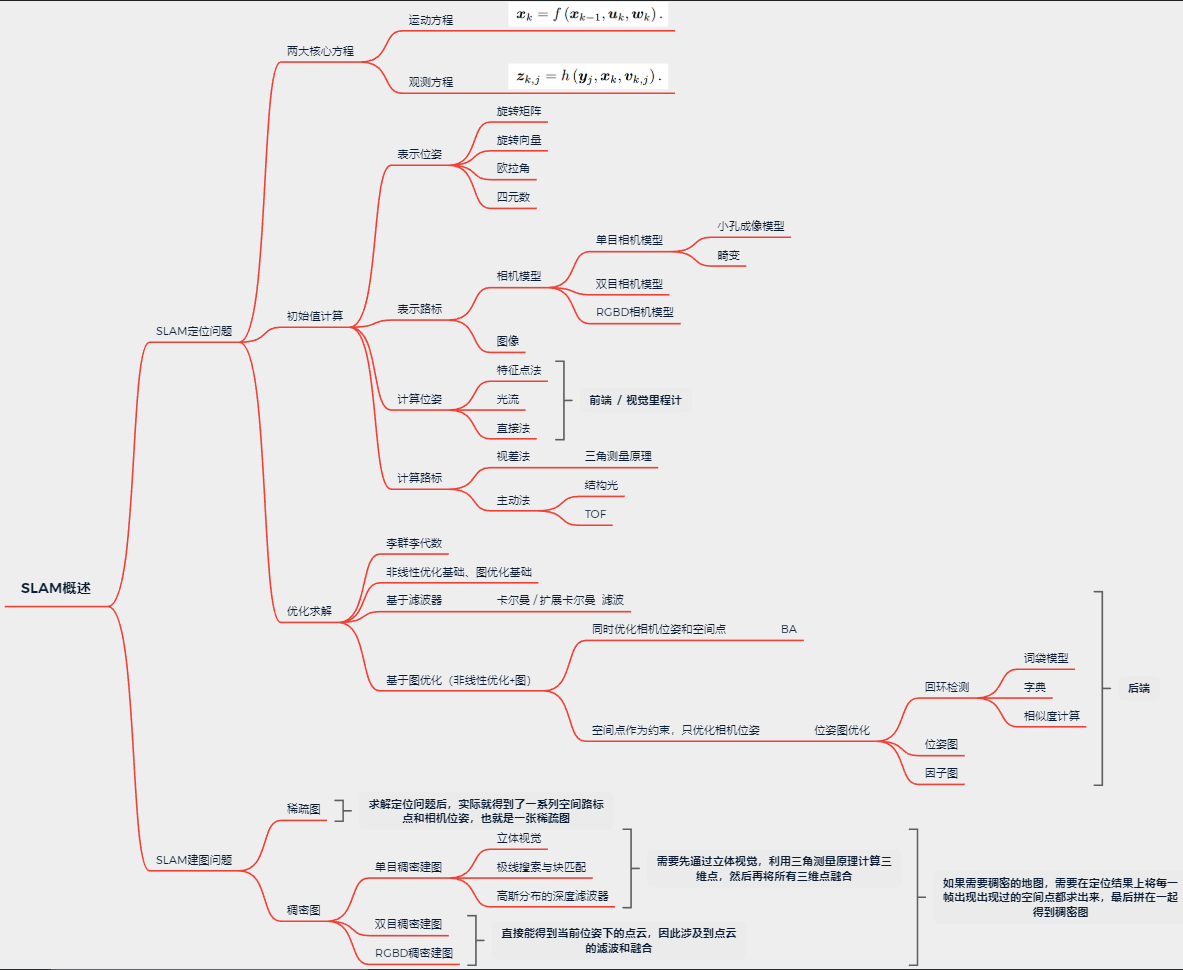 运动方程
x_k = f (x_{k-1}, u_k, w_k) .
两大核心方程
观测方程
z_{k,j} = h (y_j, x_k, v_{k,j}) .
旋转矩阵
旋转向量
表示位姿
欧拉角
四元数
小孔成像模型
单目相机模型
畸变
相机模型
双目相机模型
RGBD相机模型
表示路标
图像
初始值计算
SLAM定位问题
特征点法
计算位姿
光流
前端 / 视觉里程计
直接法
视差法
三角测量原理
计算路标
结构光
主动法
TOF
李群李代数
非线性优化基础、图优化基础
基于滤波器
卡尔曼 / 扩展卡尔曼 滤波
SLAM概述
优化求解
同时优化相机位姿和空间点
BA
基于图优化（非线性优化+图）
空间点作为约束，只优化相机位姿
位姿图优化
词袋模型
回环检测
字典
相似度计算
后端
位姿图
因子图
稀疏图
求解定位问题后，实际就得到了一系列空间路标
点和相机位姿，也就是一张稀疏图
SLAM建图问题
立体视觉
单目稠密建图
极线搜索与块匹配
高斯分布的深度滤波器
需要先逼过立体视觉，利用三角测量原理计算三
维点，然后再将所有三维点融合
稠密图
双目稠密建图
RGBD稠密建图
直接能得到当前位姿下的点云，因此涉及到点云
的滤波和融合
如果需要稠密的地图，需要在定位结果上将每一
帧出现出现过的空间点都求出来，最后拼在一起
得到稠密图